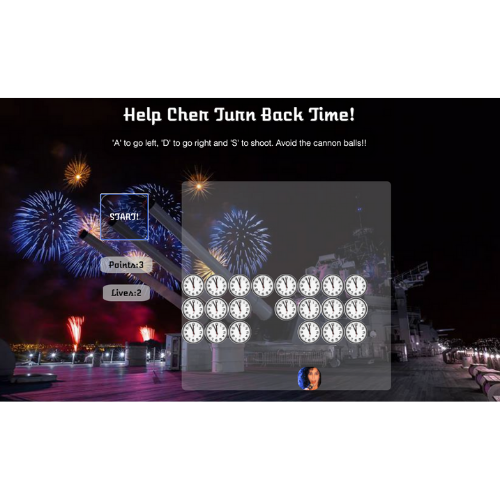 Help Cher Turn Back Time!
'A' to go left, 'D' to go right and 'S' to shoot. Avoid the cannon balls!!
START!
Points:3
Lives:2